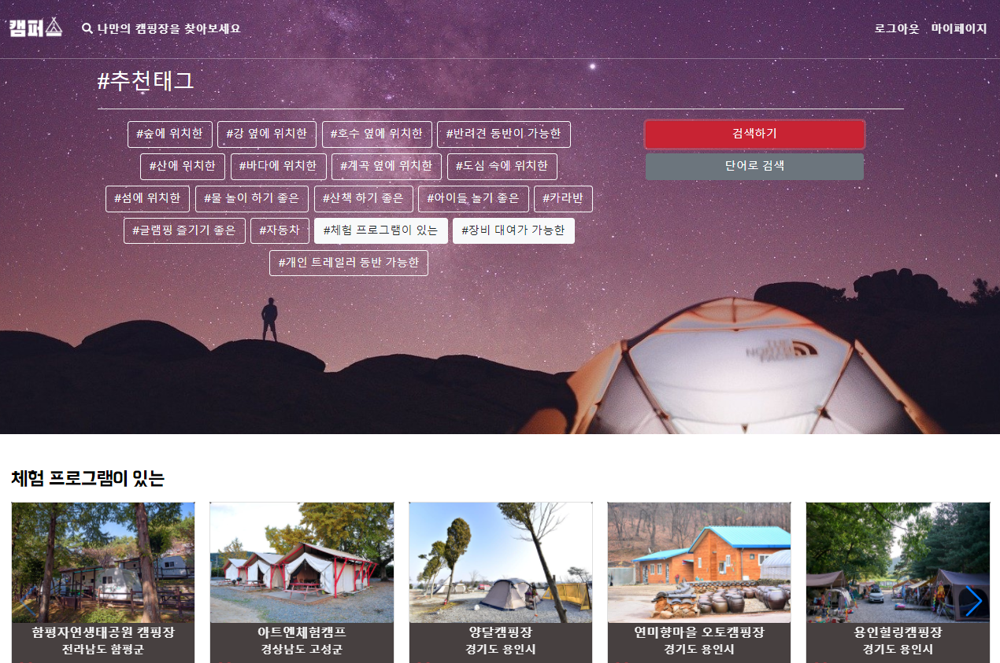 캠퍼스
나만의 캠핑장을 찾아보세요
로그아웃 마이페이지
#추천태그
#숲에 위치한 #강 옆에 위치한 #호수 옆에 위치한 #반려견 동반이 가능한
#산에 위치한 #바다에 위치한 #계곡 옆에 위치한 #도심 속에 위치한
#섬에 위치한 #물 놀이 하기 좋은 #산책 하기 좋은 #아이들 놀기 좋은 #카라반
#글램핑 즐기기 좋은 #자동차 #체험 프로그램이 있는 #장비 대여가 가능한
#개인 트레일러 동반 가능한
검색하기
단어로 검색
THE
NORTH
FACE
체험 프로그램이 있는
함평자연생태공원 캠핑장
전라남도 함평군
아트엔체험캠프
경상남도 고성군
양달캠핑장
경기도 용인시
연미향마을 오토캠핑장
경기도 용인시
용인힐링캠핑장
경기도 용인시